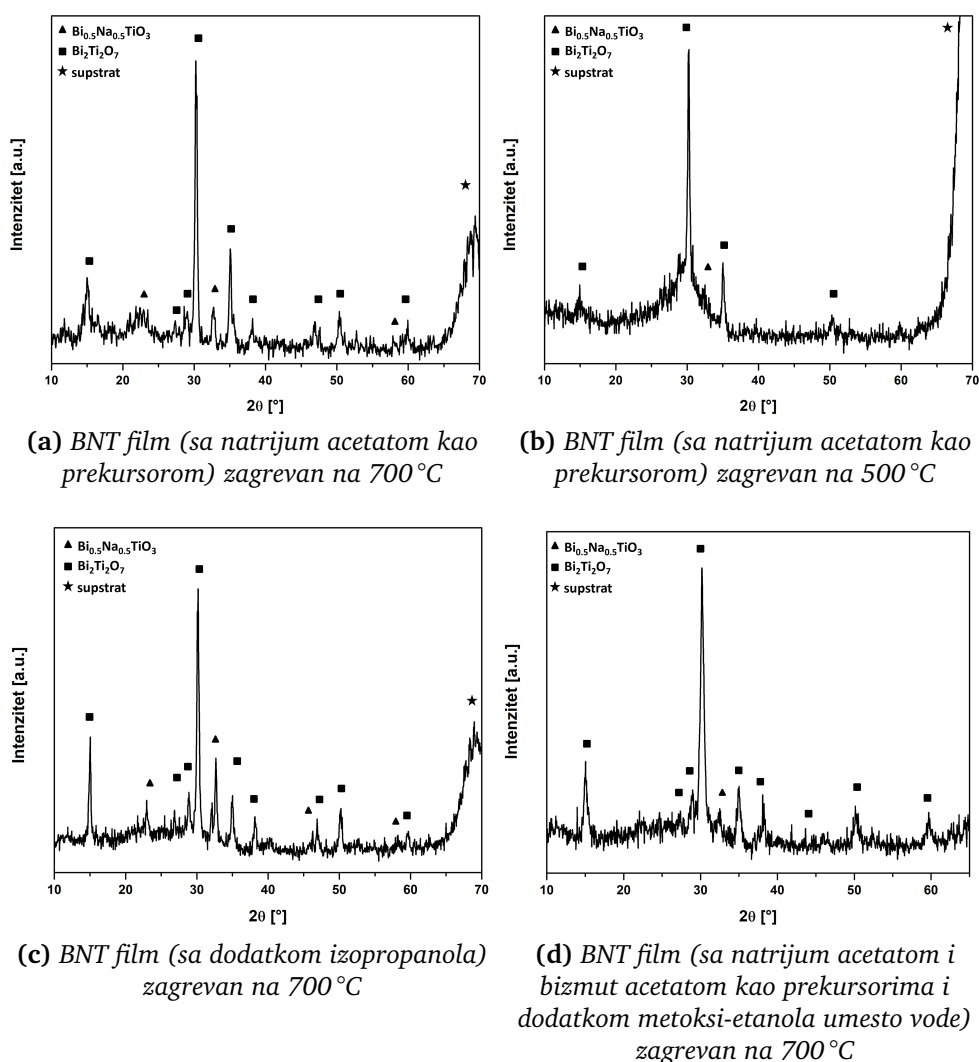 ▲ Bi₀.₅Na₀.₅TiO₃
■ Bi₂Ti₂O₇
★ supstrat
Intenzitet [a.u.]
10 20 30 40 50 60 70
2θ [°]
(a) BNT film (sa natrijum acetatom kao
prekursorom) zagrevan na 700 °C
▲ Bi₀.₅Na₀.₅TiO₃
■ Bi₂Ti₂O₇
★ supstrat
Intenzitet [a.u.]
10 20 30 40 50 60 70
2θ [°]
(b) BNT film (sa natrijum acetatom kao
prekursorom) zagrevan na 500 °C
▲ Bi₀.₅Na₀.₅TiO₃
■ Bi₂Ti₂O₇
★ supstrat
Intenzitet [a.u.]
10 20 30 40 50 60 70
2θ [°]
(c) BNT film (sa dodatkom izopropanola)
zagrevan na 700 °C
▲ Bi₀.₅Na₀.₅TiO₃
■ Bi₂Ti₂O₇
★ supstrat
Intenzitet [a.u.]
10 20 30 40 50 60
2θ [°]
(d) BNT film (sa natrijum acetatom i
bizmut acetatom kao prekursorima i
dodatkom metoksi-etanola umesto vode)
zagrevan na 700 °C